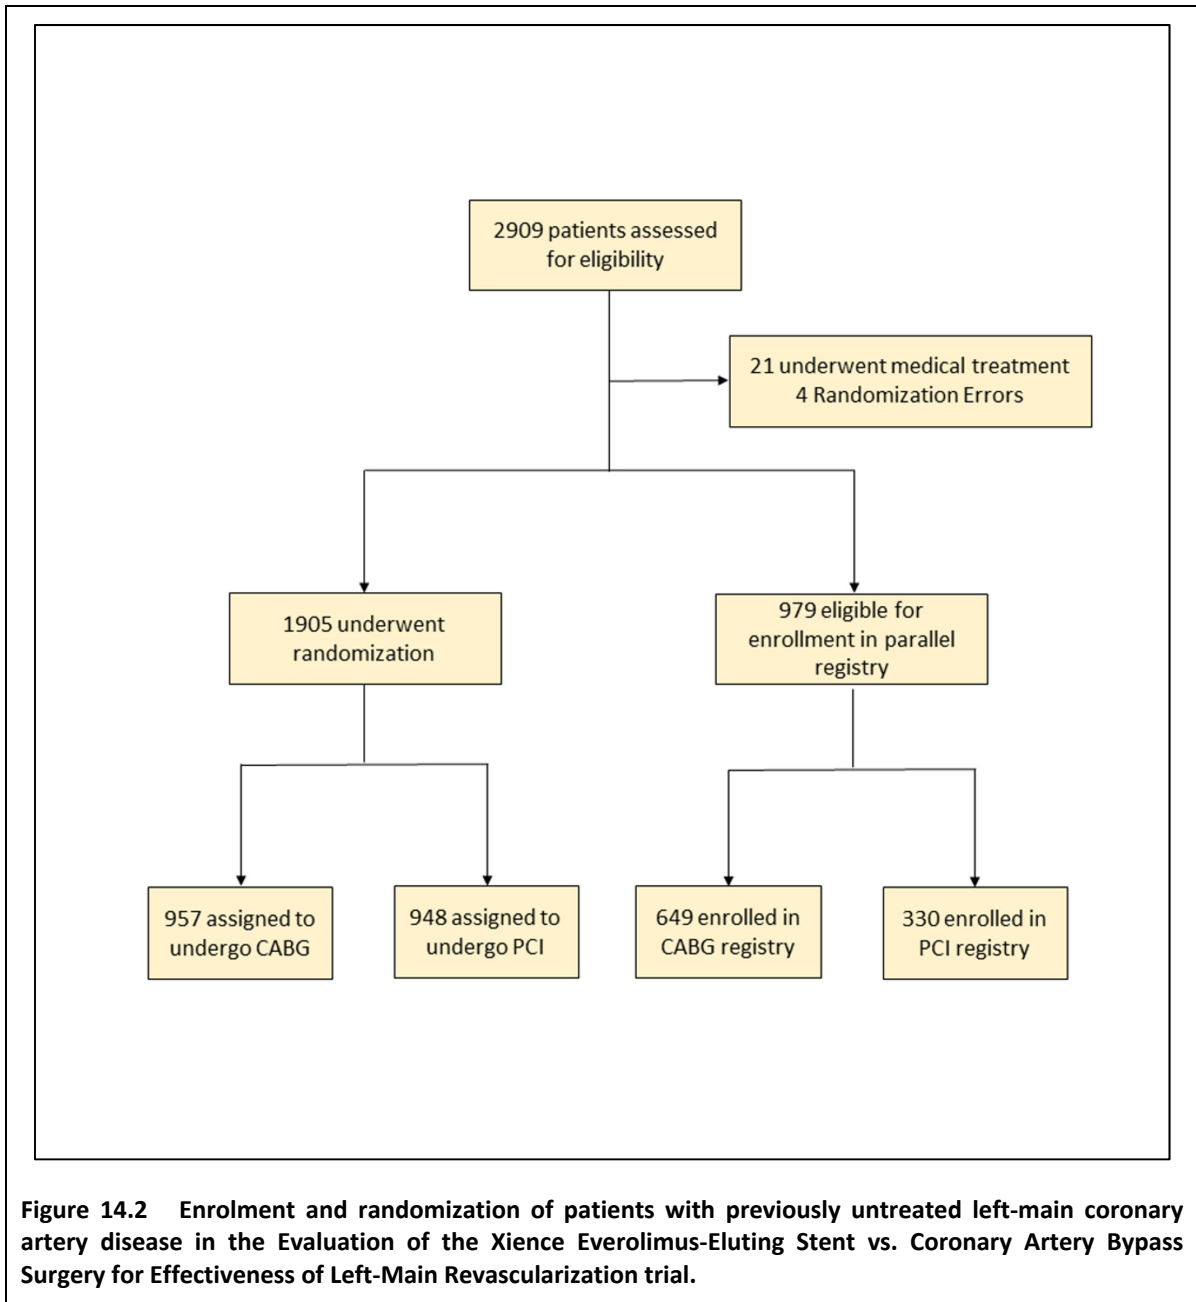 2909 patients assessed
for eligibility
21 underwent medical treatment
4 Randomization Errors
1905 underwent
randomization
979 eligible for
enrollment in parallel
registry
957 assigned to
undergo CABG
948 assigned to
undergo PCI
649 enrolled in
CABG registry
330 enrolled in
PCI registry
Figure 14.2 Enrolment and randomization of patients with previously untreated left-main coronary
artery disease in the Evaluation of the Xience Everolimus-Eluting Stent vs. Coronary Artery Bypass
Surgery for Effectiveness of Left-Main Revascularization trial.